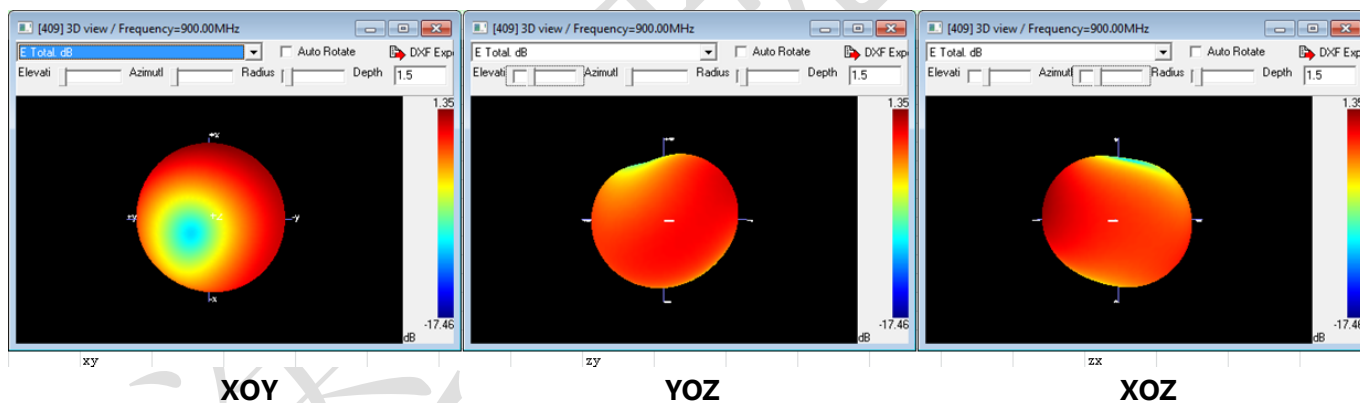 [409] 3D view / Frequency=900.00MHz
E Total. dB
Auto Rotate
DXF Exp
Elevati
Azimutl
Radius
Depth
1.5
1.35
+x
+y
+z
-y
-x
-17.46
dB
xy
XOY
[409] 3D view / Frequency=900.00MHz
E Total. dB
Auto Rotate
DXF Exp
Elevati
Azimutl
Radius
Depth
1.5
1.35
-17.46
dB
zy
YOZ
[409] 3D view / Frequency=900.00MHz
E Total. dB
Auto Rotate
DXF Exp
Elevati
Azimutl
Radius
Depth
1.5
1.35
-17.46
dB
zx
XOZ